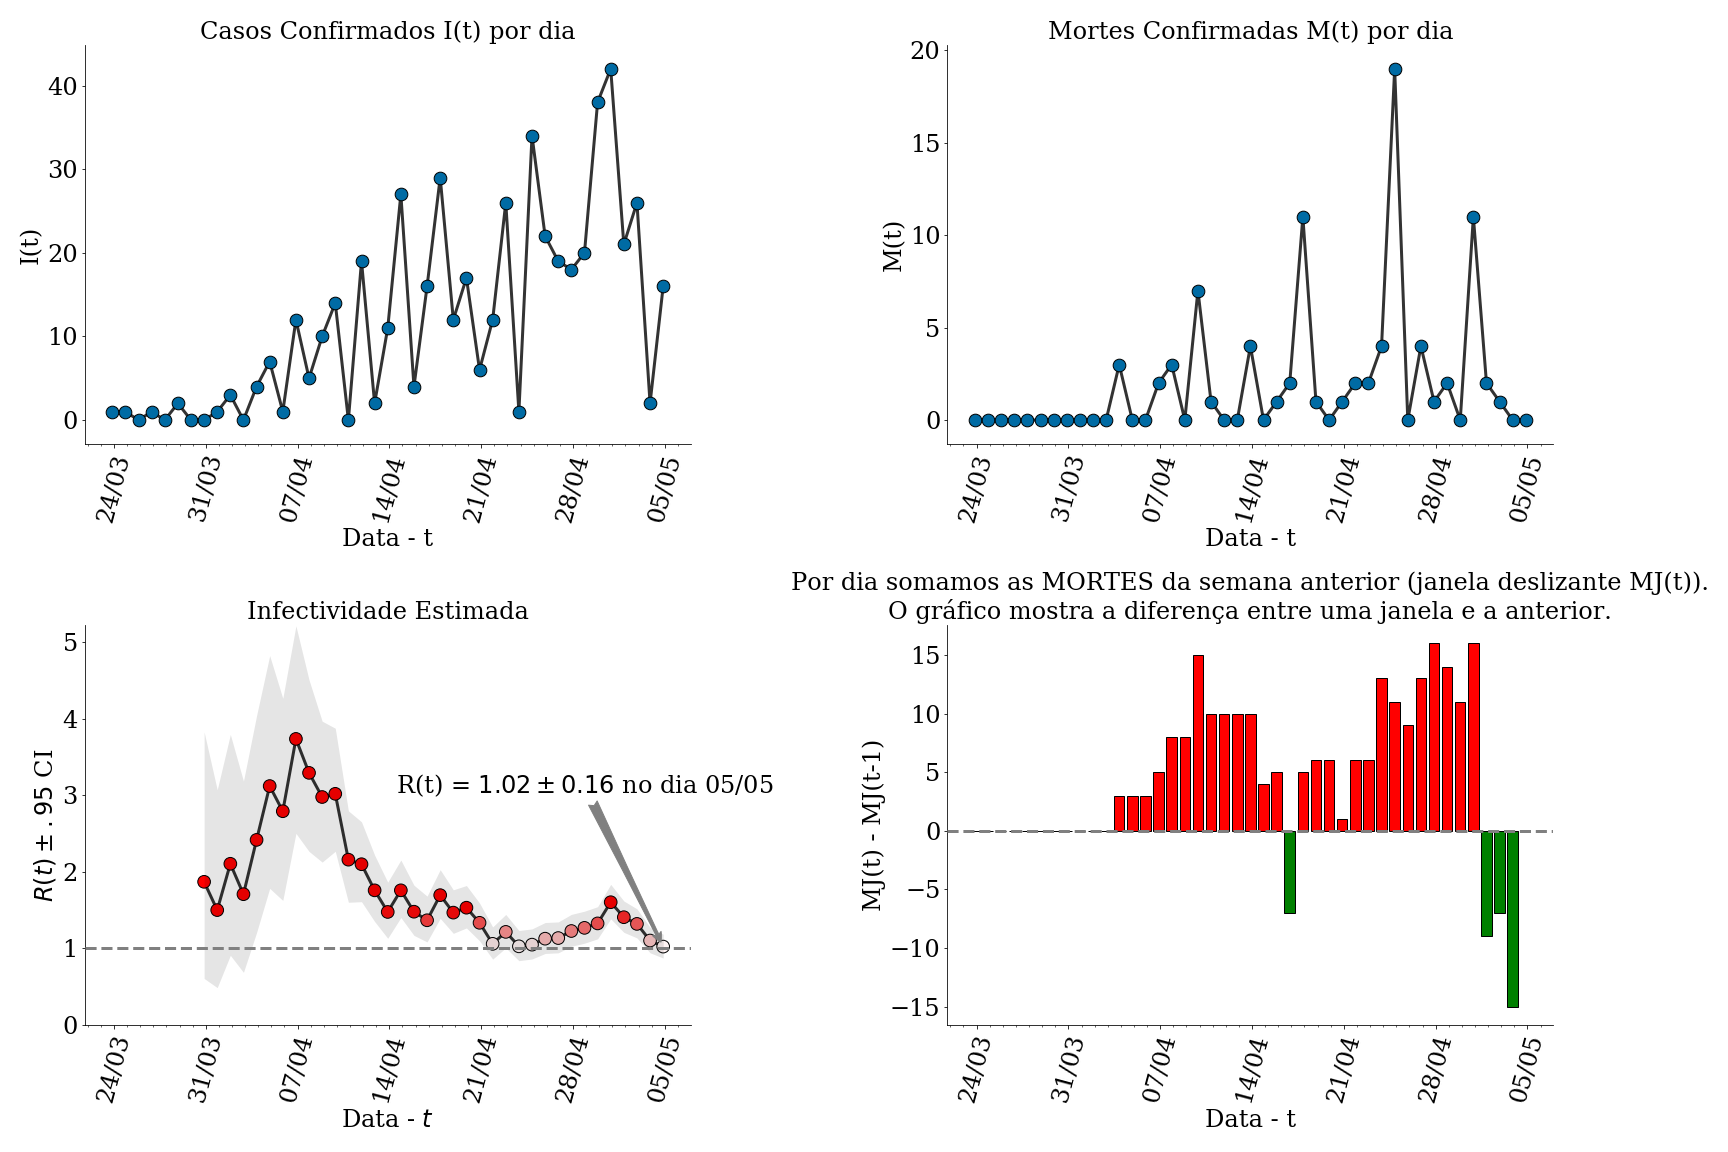 Casos Confirmados I(t) por dia
I(t)
40
30
20
10
0
24/03 31/03 07/04 14/04 21/04 28/04 05/05
Data - t
Mortes Confirmadas M(t) por dia
M(t)
20
15
10
5
0
24/03 31/03 07/04 14/04 21/04 28/04 05/05
Data - t
Infectividade Estimada
R(t) ± .95 CI
5
4
3
2
1
0
R(t) = 1.02 ± 0.16 no dia 05/05
24/03 31/03 07/04 14/04 21/04 28/04 05/05
Data - t
Por dia somamos as MORTES da semana anterior (janela deslizante MJ(t)).
O gráfico mostra a diferença entre uma janela e a anterior.
MJ(t) - MJ(t-1)
15
10
5
0
−5
−10
−15
24/03 31/03 07/04 14/04 21/04 28/04 05/05
Data - t